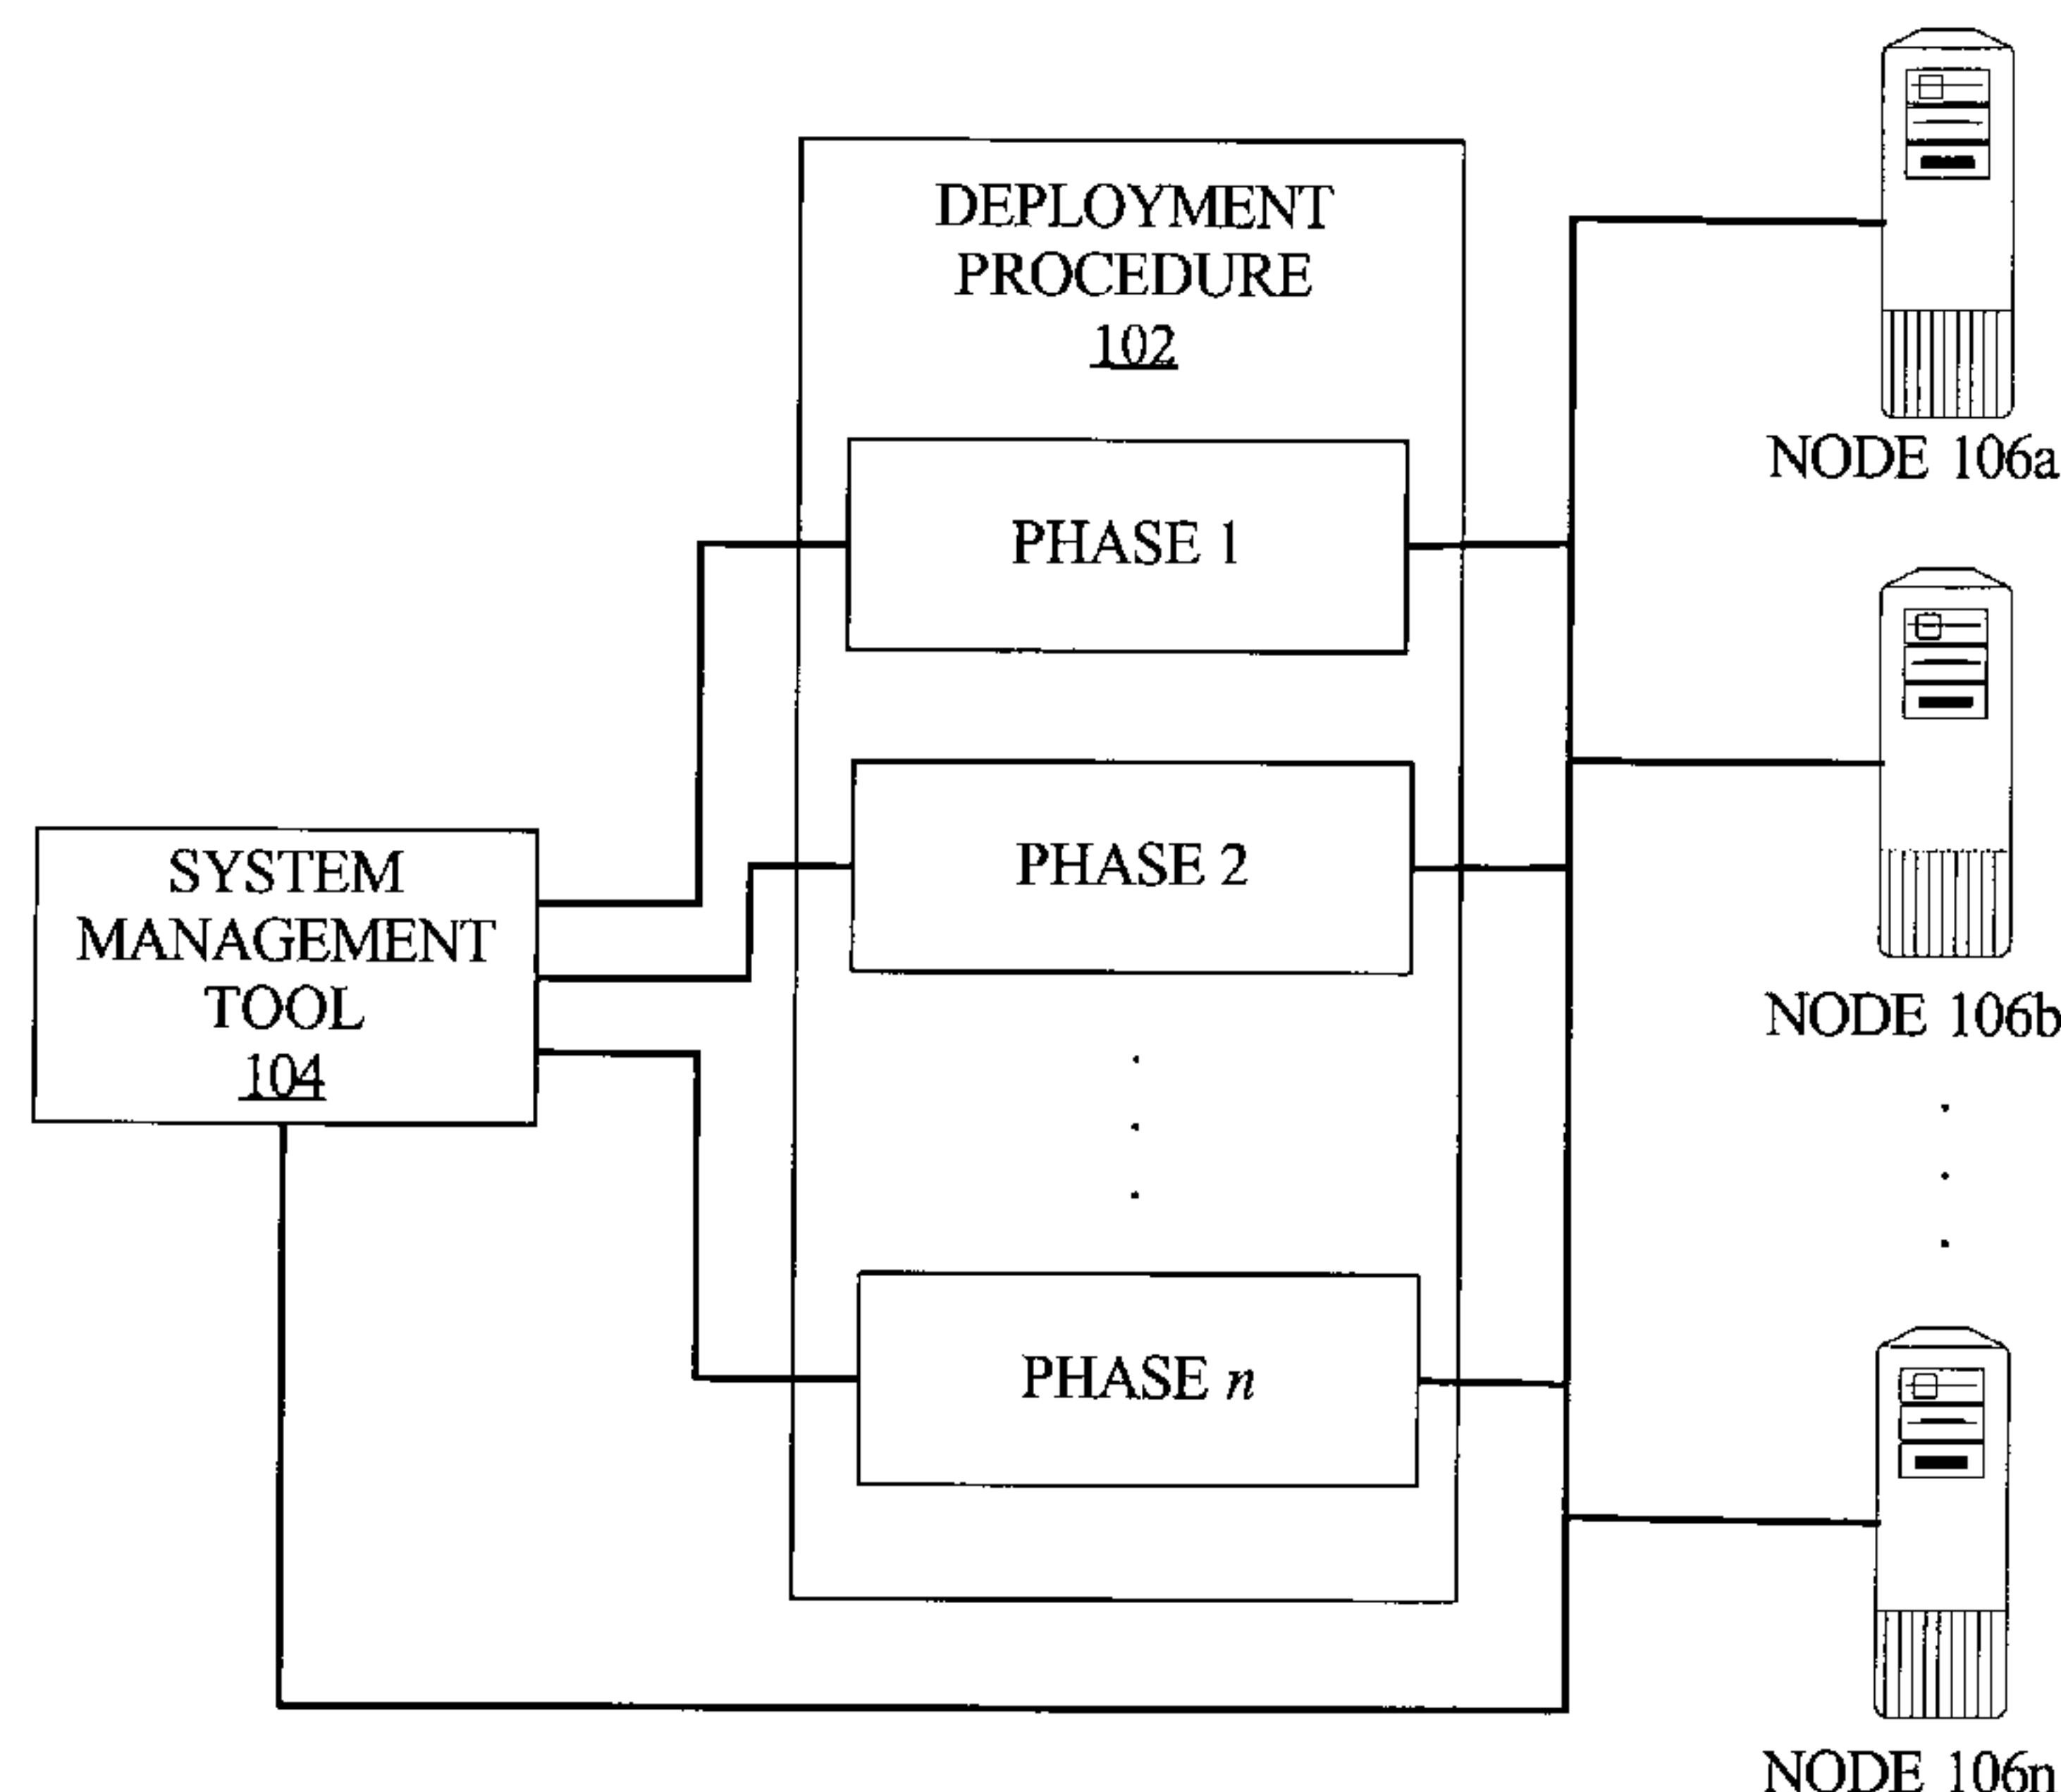 DEPLOYMENT
PROCEDURE
102
PHASE 1
PHASE 2
PHASE n
SYSTEM
MANAGEMENT
TOOL
104
NODE 106a
NODE 106b
NODE 106n